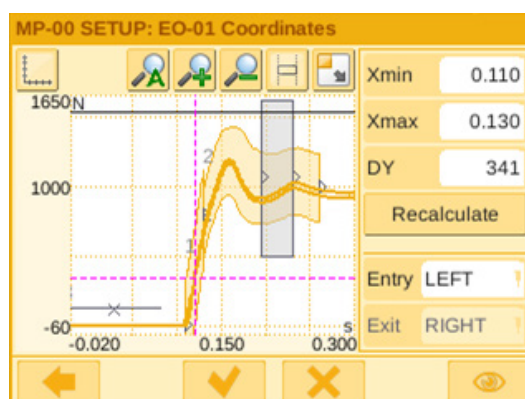 MP-00 SETUP: EO-01 Coordinates
A
Xmin 0.110
Xmax 0.130
DY 341
Recalculate
Entry LEFT
Exit RIGHT
1650 N
1000
-60
2
1
s
-0.020 0.150 0.300